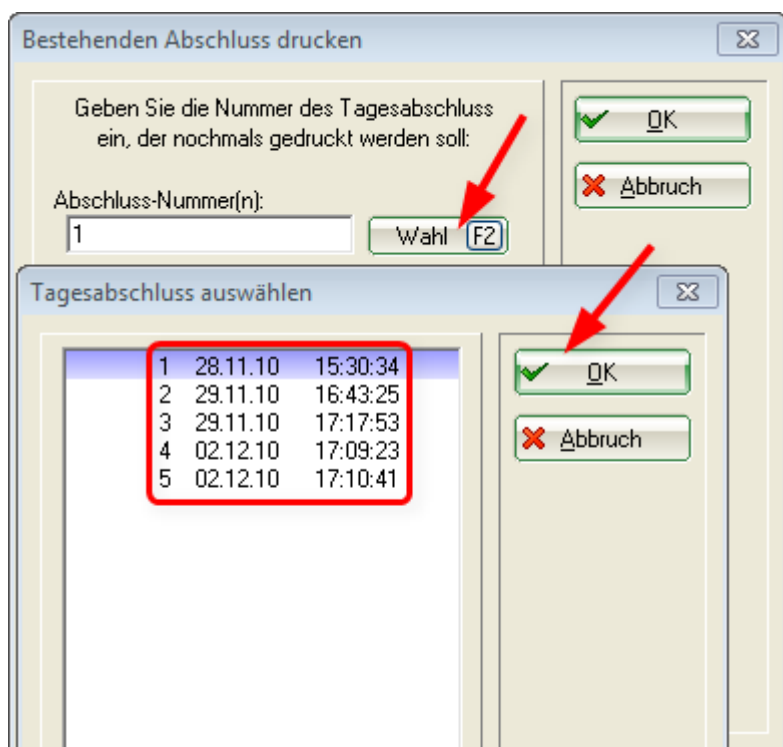 Bestehenden Abschluss drucken
Geben Sie die Nummer des Tagesabschluss
ein, der nochmals gedruckt werden soll:
OK
Abbruch
Abschluss-Nummer(n):
1
Wahl F2
Tagesabschluss auswählen
1 28.11.10 15:30:34
2 29.11.10 16:43:25
3 29.11.10 17:17:53
4 02.12.10 17:09:23
5 02.12.10 17:10:41
OK
Abbruch